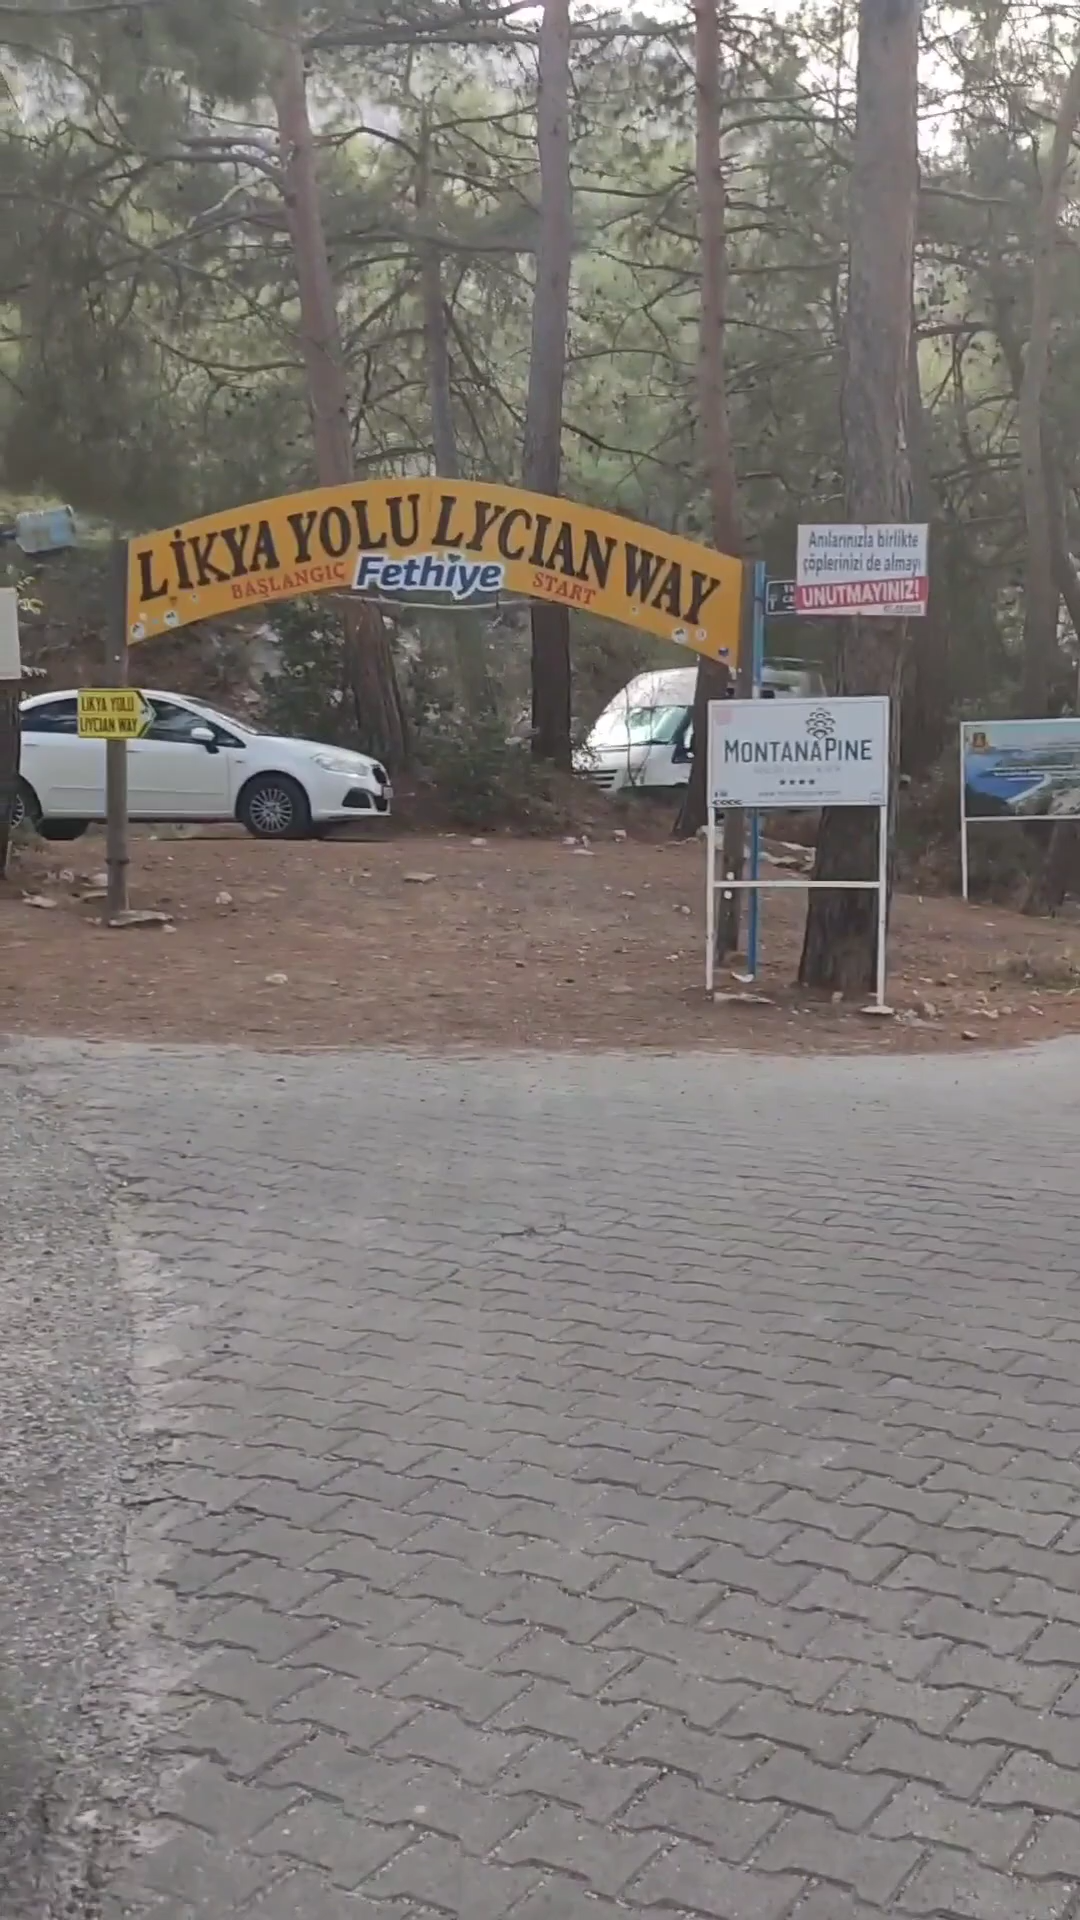 LİKYA YOLU LYCIAN WAY
BAŞLANGIÇ Fethiye START
Anılarınızla birlikte
çöplerinizi de almayı
UNUTMAYINIZ!
LİKYA YOLU
LIYCIAN WAY
MONTANAPINE